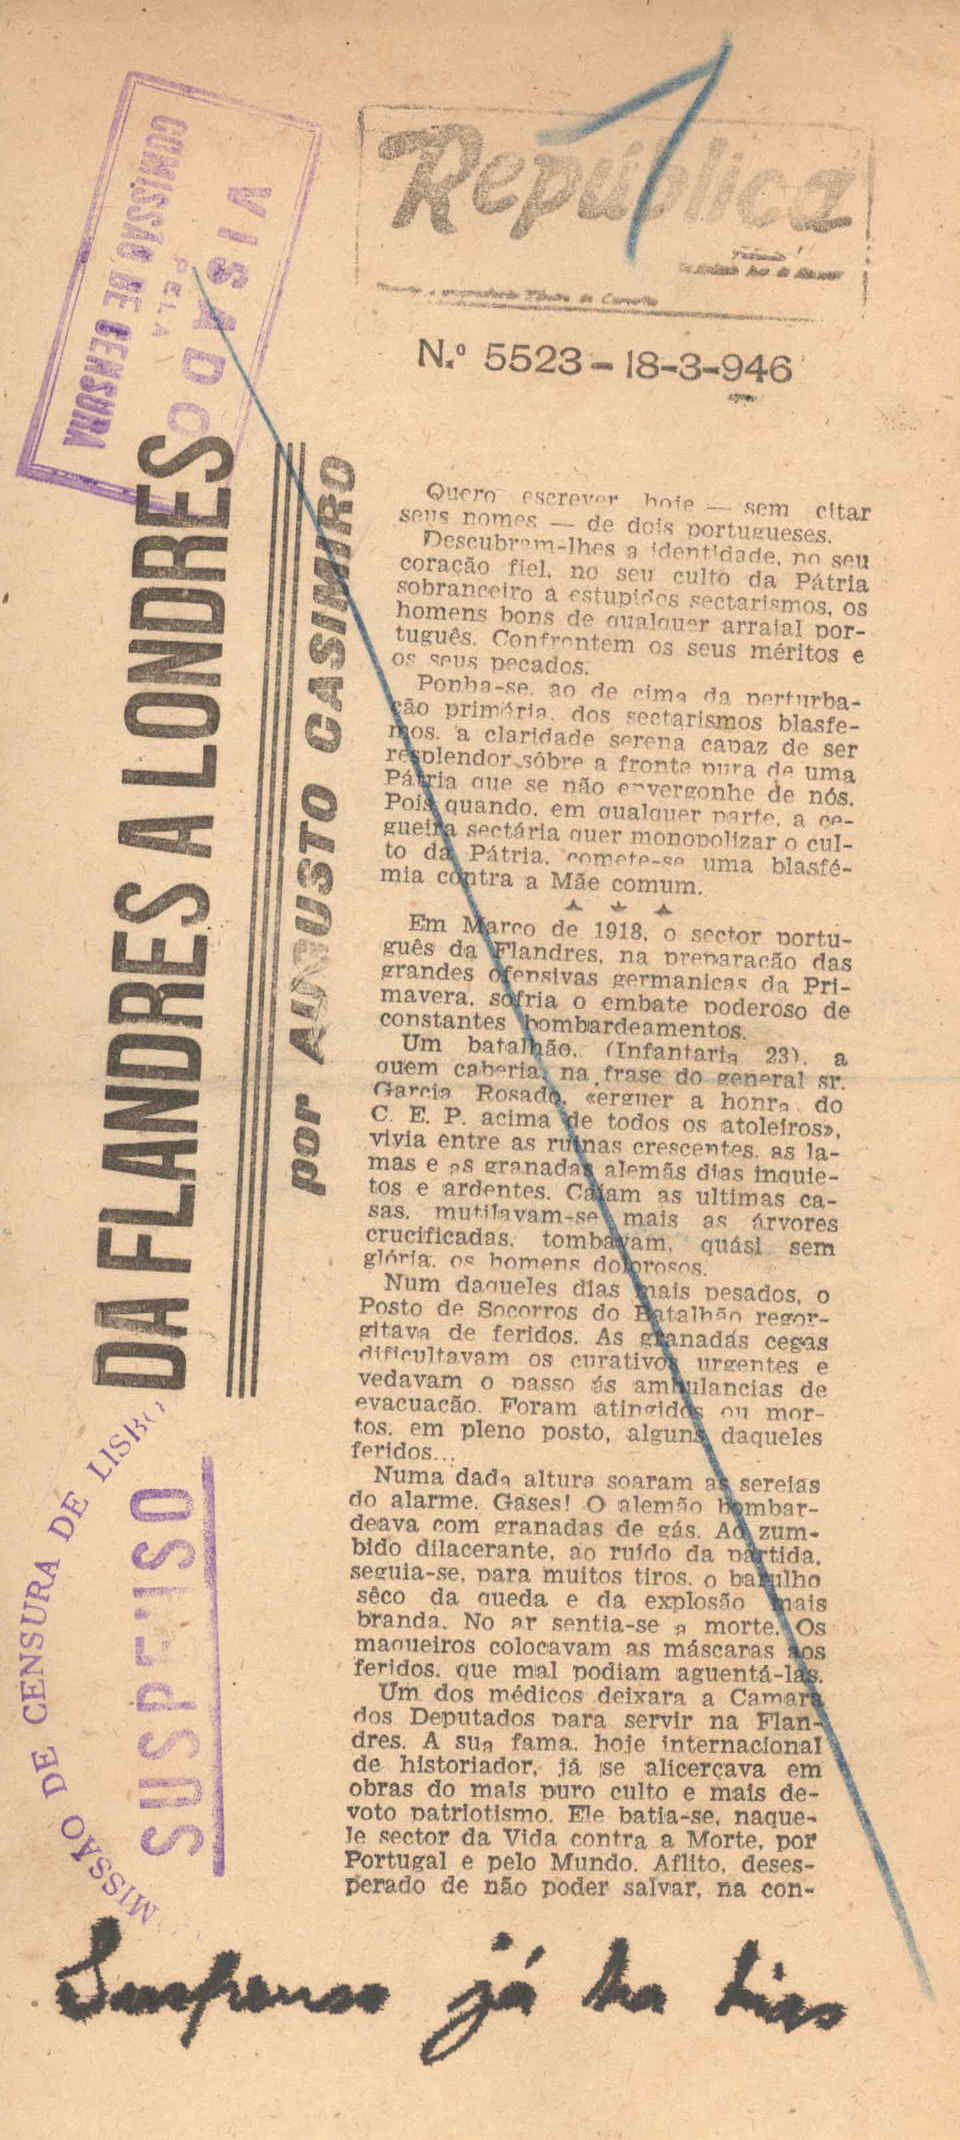 VISADO
PELA
COMISSÃO DE CENSURA
República
N.º 5523 - 18-3-946
DA FLANDRES A LONDRES
por AUGUSTO CASIMIRO
Quero escrever hoje — sem citar
seus nomes — de dois portugueses.
Descubram-lhes a identidade, no seu
coração fiel, no seu culto da Pátria
sobranceiro a estupidos sectarismos, os
homens bons de qualquer arraial por-
tuguês. Confrontem os seus méritos e
os seus pecados.
Ponha-se, ao de cima da perturba-
ção primária, dos sectarismos blasfe-
mos, a claridade serena capaz de ser
resplendor sôbre a fronte pura de uma
Pátria que se não envergonhe de nós.
Pois quando, em qualquer parte, a ce-
gueira sectária quer monopolizar o cul-
to da Pátria, comete-se uma blasfé-
mia contra a Mãe comum.
Em Março de 1918, o sector portu-
guês da Flandres, na preparação das
grandes ofensivas germanicas da Pri-
mavera, sofria o embate poderoso de
constantes bombardeamentos.
Um batalhão, (Infantaria 23), a
quem caberia, na frase do general sr.
Garcia Rosado, «erguer a honra do
C. E. P. acima de todos os atoleiros»,
vivia entre as ruinas crescentes, as la-
mas e as granadas alemãs dias inquie-
tos e ardentes. Caiam as ultimas ca-
sas, mutilavam-se mais as árvores
crucificadas, tombavam, quási sem
glória, os homens dolorosos.
Num daqueles dias mais pesados, o
Posto de Socorros do Batalhão regor-
gitava de feridos. As granadás cegas
dificultavam os curativos urgentes e
vedavam o passo ás ambulancias de
evacuação. Foram atingidos ou mor-
tos, em pleno posto, alguns daqueles
feridos...
Numa dada altura soaram as sereias
do alarme. Gases! O alemão bombar-
deava com granadas de gás. Ao zum-
bido dilacerante, ao ruído da partida,
seguia-se, para muitos tiros, o barulho
sêco da queda e da explosão mais
branda. No ar sentia-se a morte. Os
maqueiros colocavam as máscaras aos
feridos, que mal podiam aguentá-las.
Um dos médicos deixara a Camara
dos Deputados para servir na Flan-
dres. A sua fama, hoje internacional
de historiador, já se alicerçava em
obras do mais puro culto e mais de-
voto patriotismo. Ele batia-se, naque-
le sector da Vida contra a Morte, por
Portugal e pelo Mundo. Aflito, deses-
perado de não poder salvar, na con-
MISSÃO DE CENSURA DE LISBO
SUSPENSO
Suspenso já ha dias